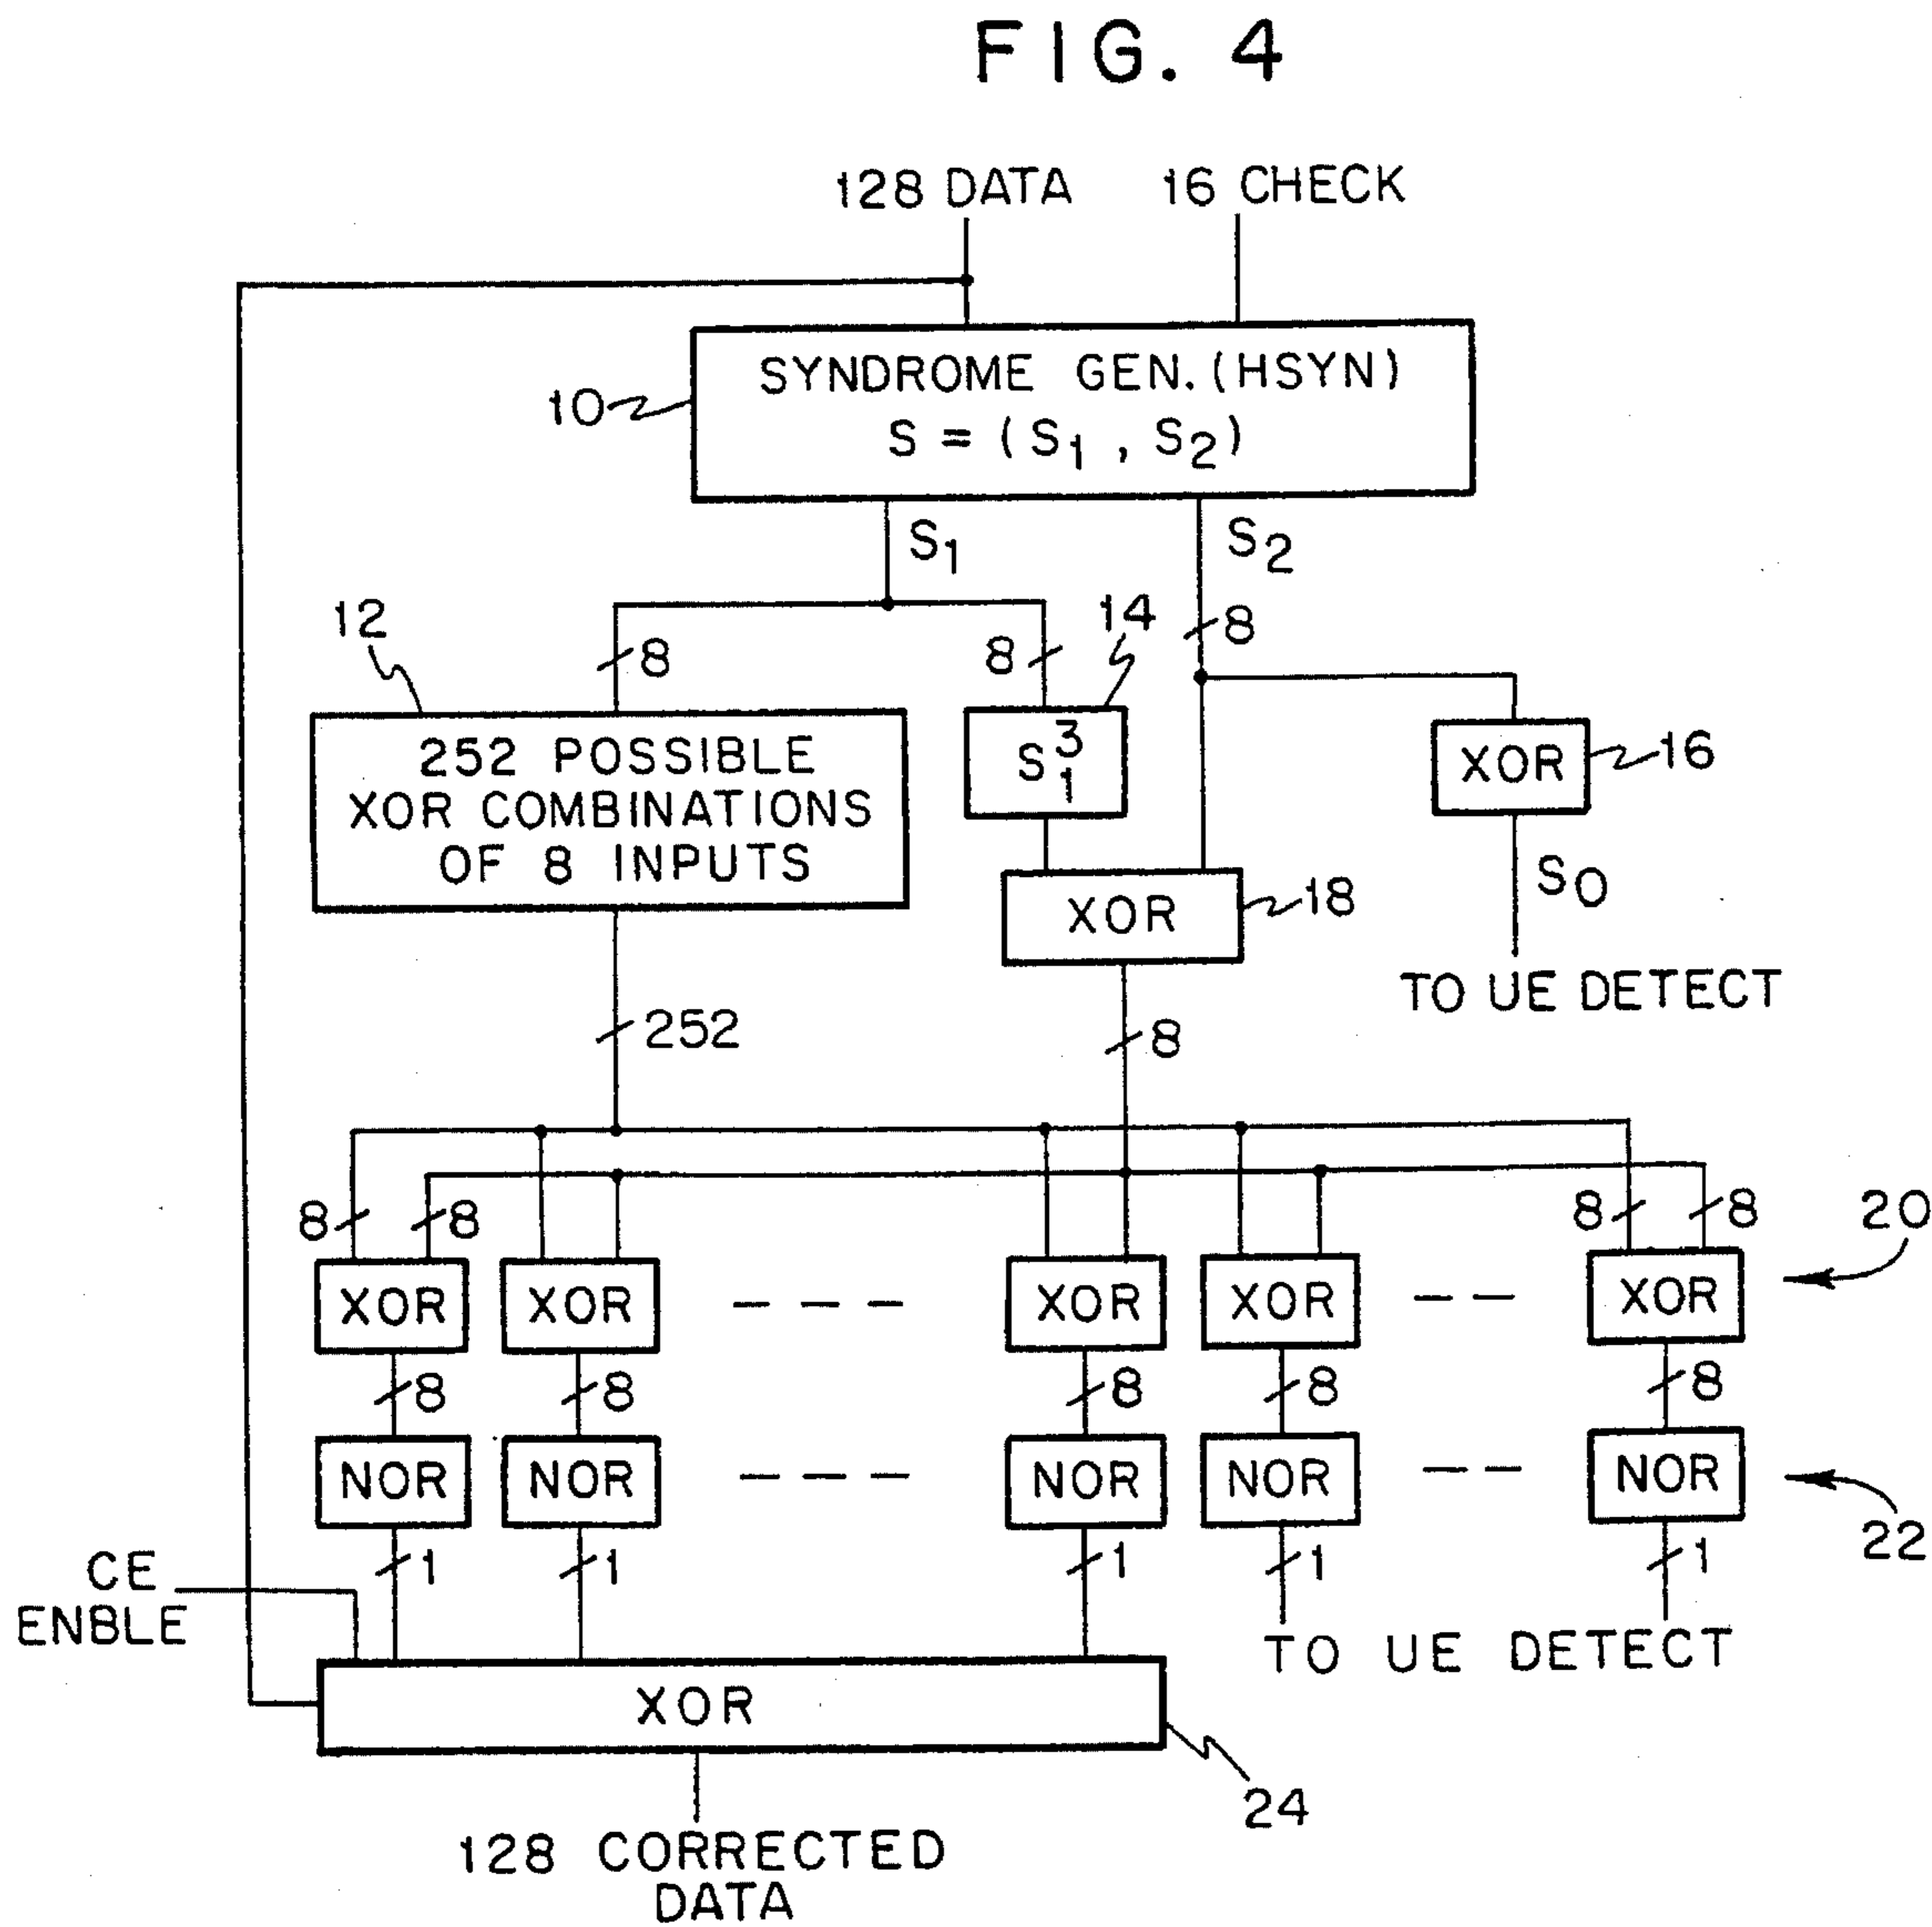 FIG. 4
128 DATA 16 CHECK
SYNDROME GEN. (HSYN)
10
S = (S1 , S2)
S1 S2
12 14
8 8 8
252 POSSIBLE
XOR COMBINATIONS
OF 8 INPUTS
S1^3
XOR 16
XOR 18
S0
TO UE DETECT
252 8
8 8 8 8 20
XOR XOR --- XOR XOR -- XOR
8 8 8 8 8
NOR NOR --- NOR NOR -- NOR
22
1 1 1 1 1
CE
ENBLE
TO UE DETECT
XOR
24
128 CORRECTED
DATA